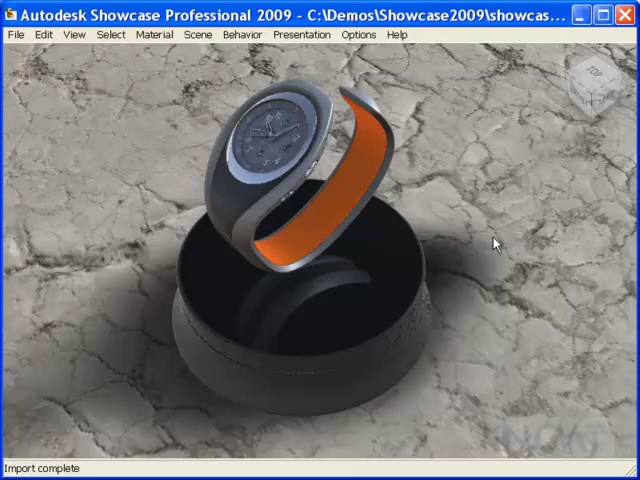 Autodesk Showcase Professional 2009 - C:\Demos\Showcase2009\showcas...
File Edit View Select Material Scene Behavior Presentation Options Help
TOP
Import complete